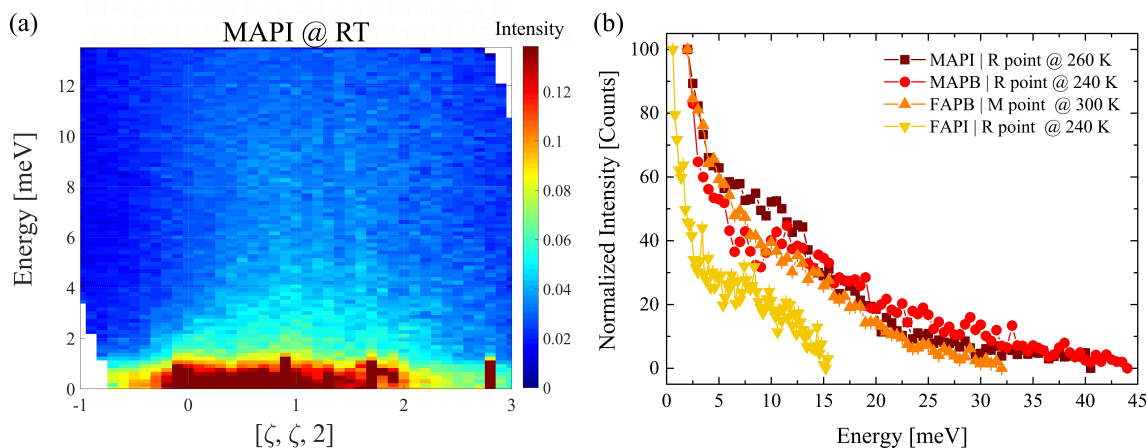 (a)
MAPI @ RT
Intensity
Energy [meV]
12
10
8
6
4
2
0
-1
0
1
2
3
[ζ, ζ, 2]
0.12
0.10
0.08
0.06
0.04
0.02
0
(b)
Normalized Intensity [Counts]
100
80
60
40
20
0
MAPI | R point @ 260 K
MAPB | R point @ 240 K
FAPB | M point @ 300 K
FAPI | R point @ 240 K
0
5
10
15
20
25
30
35
40
45
Energy [meV]